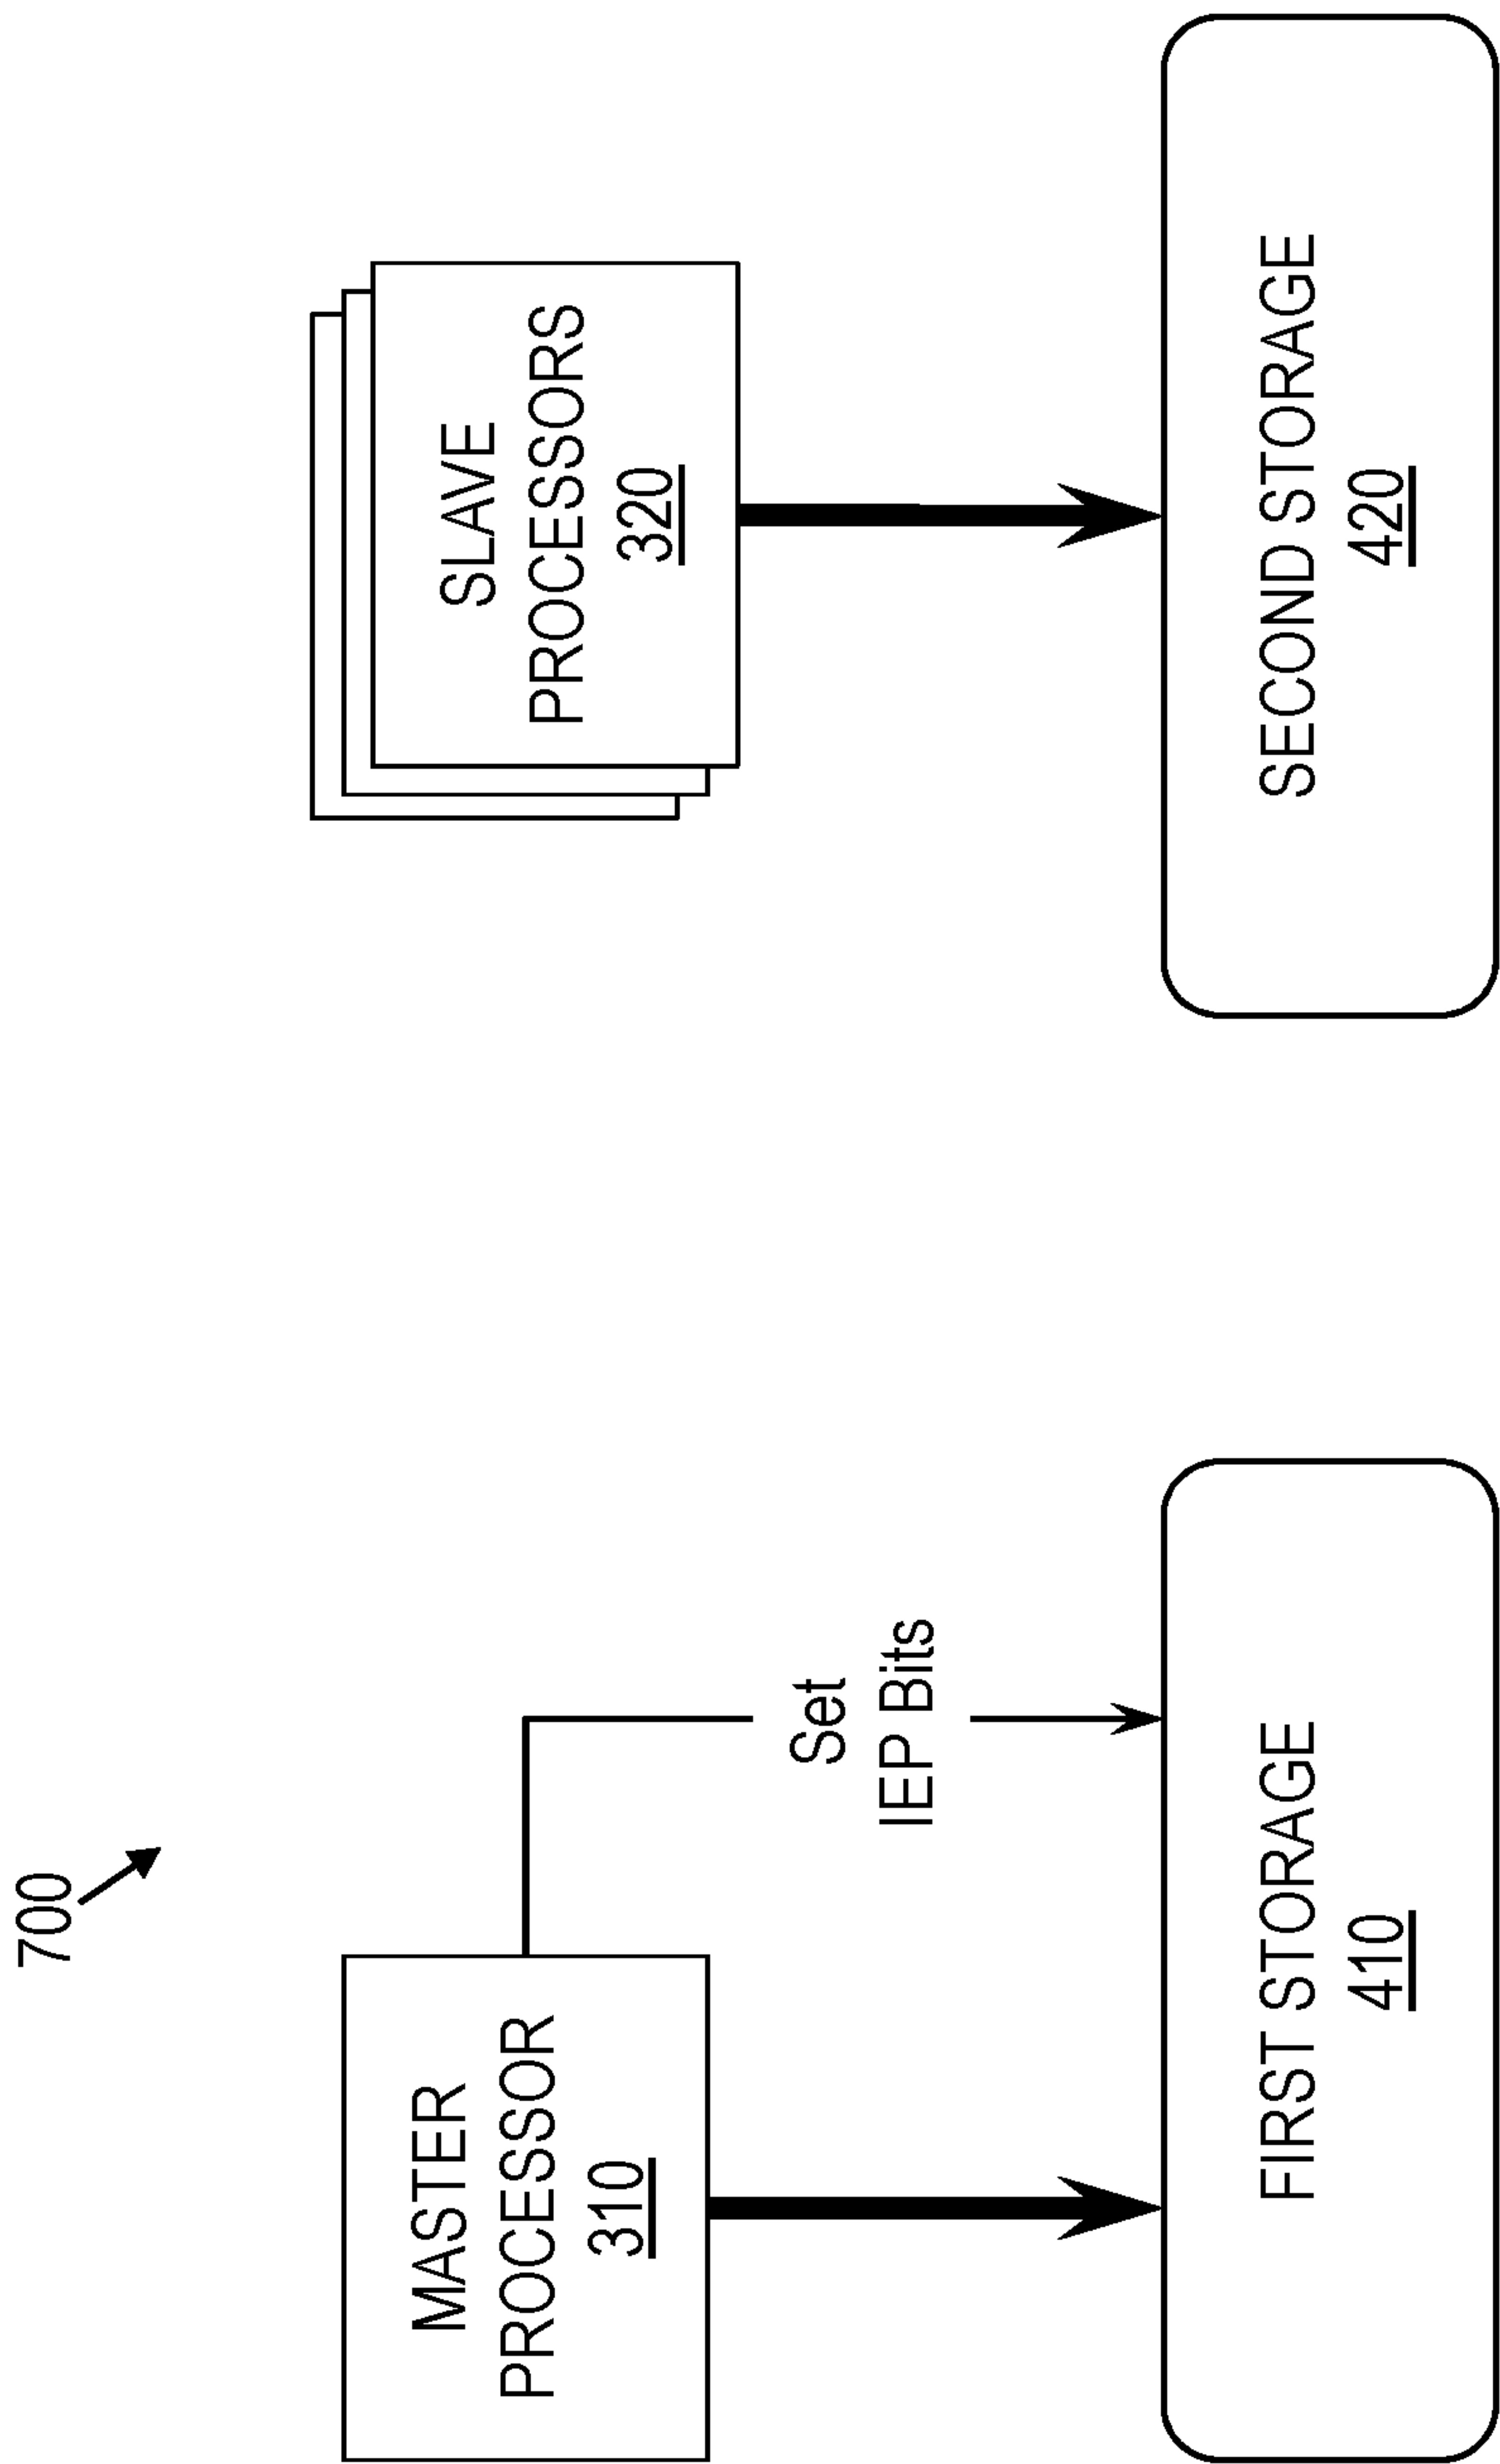 700
MASTER
PROCESSOR
310
Set
IEP Bits
FIRST STORAGE
410
SLAVE
PROCESSORS
320
SECOND STORAGE
420